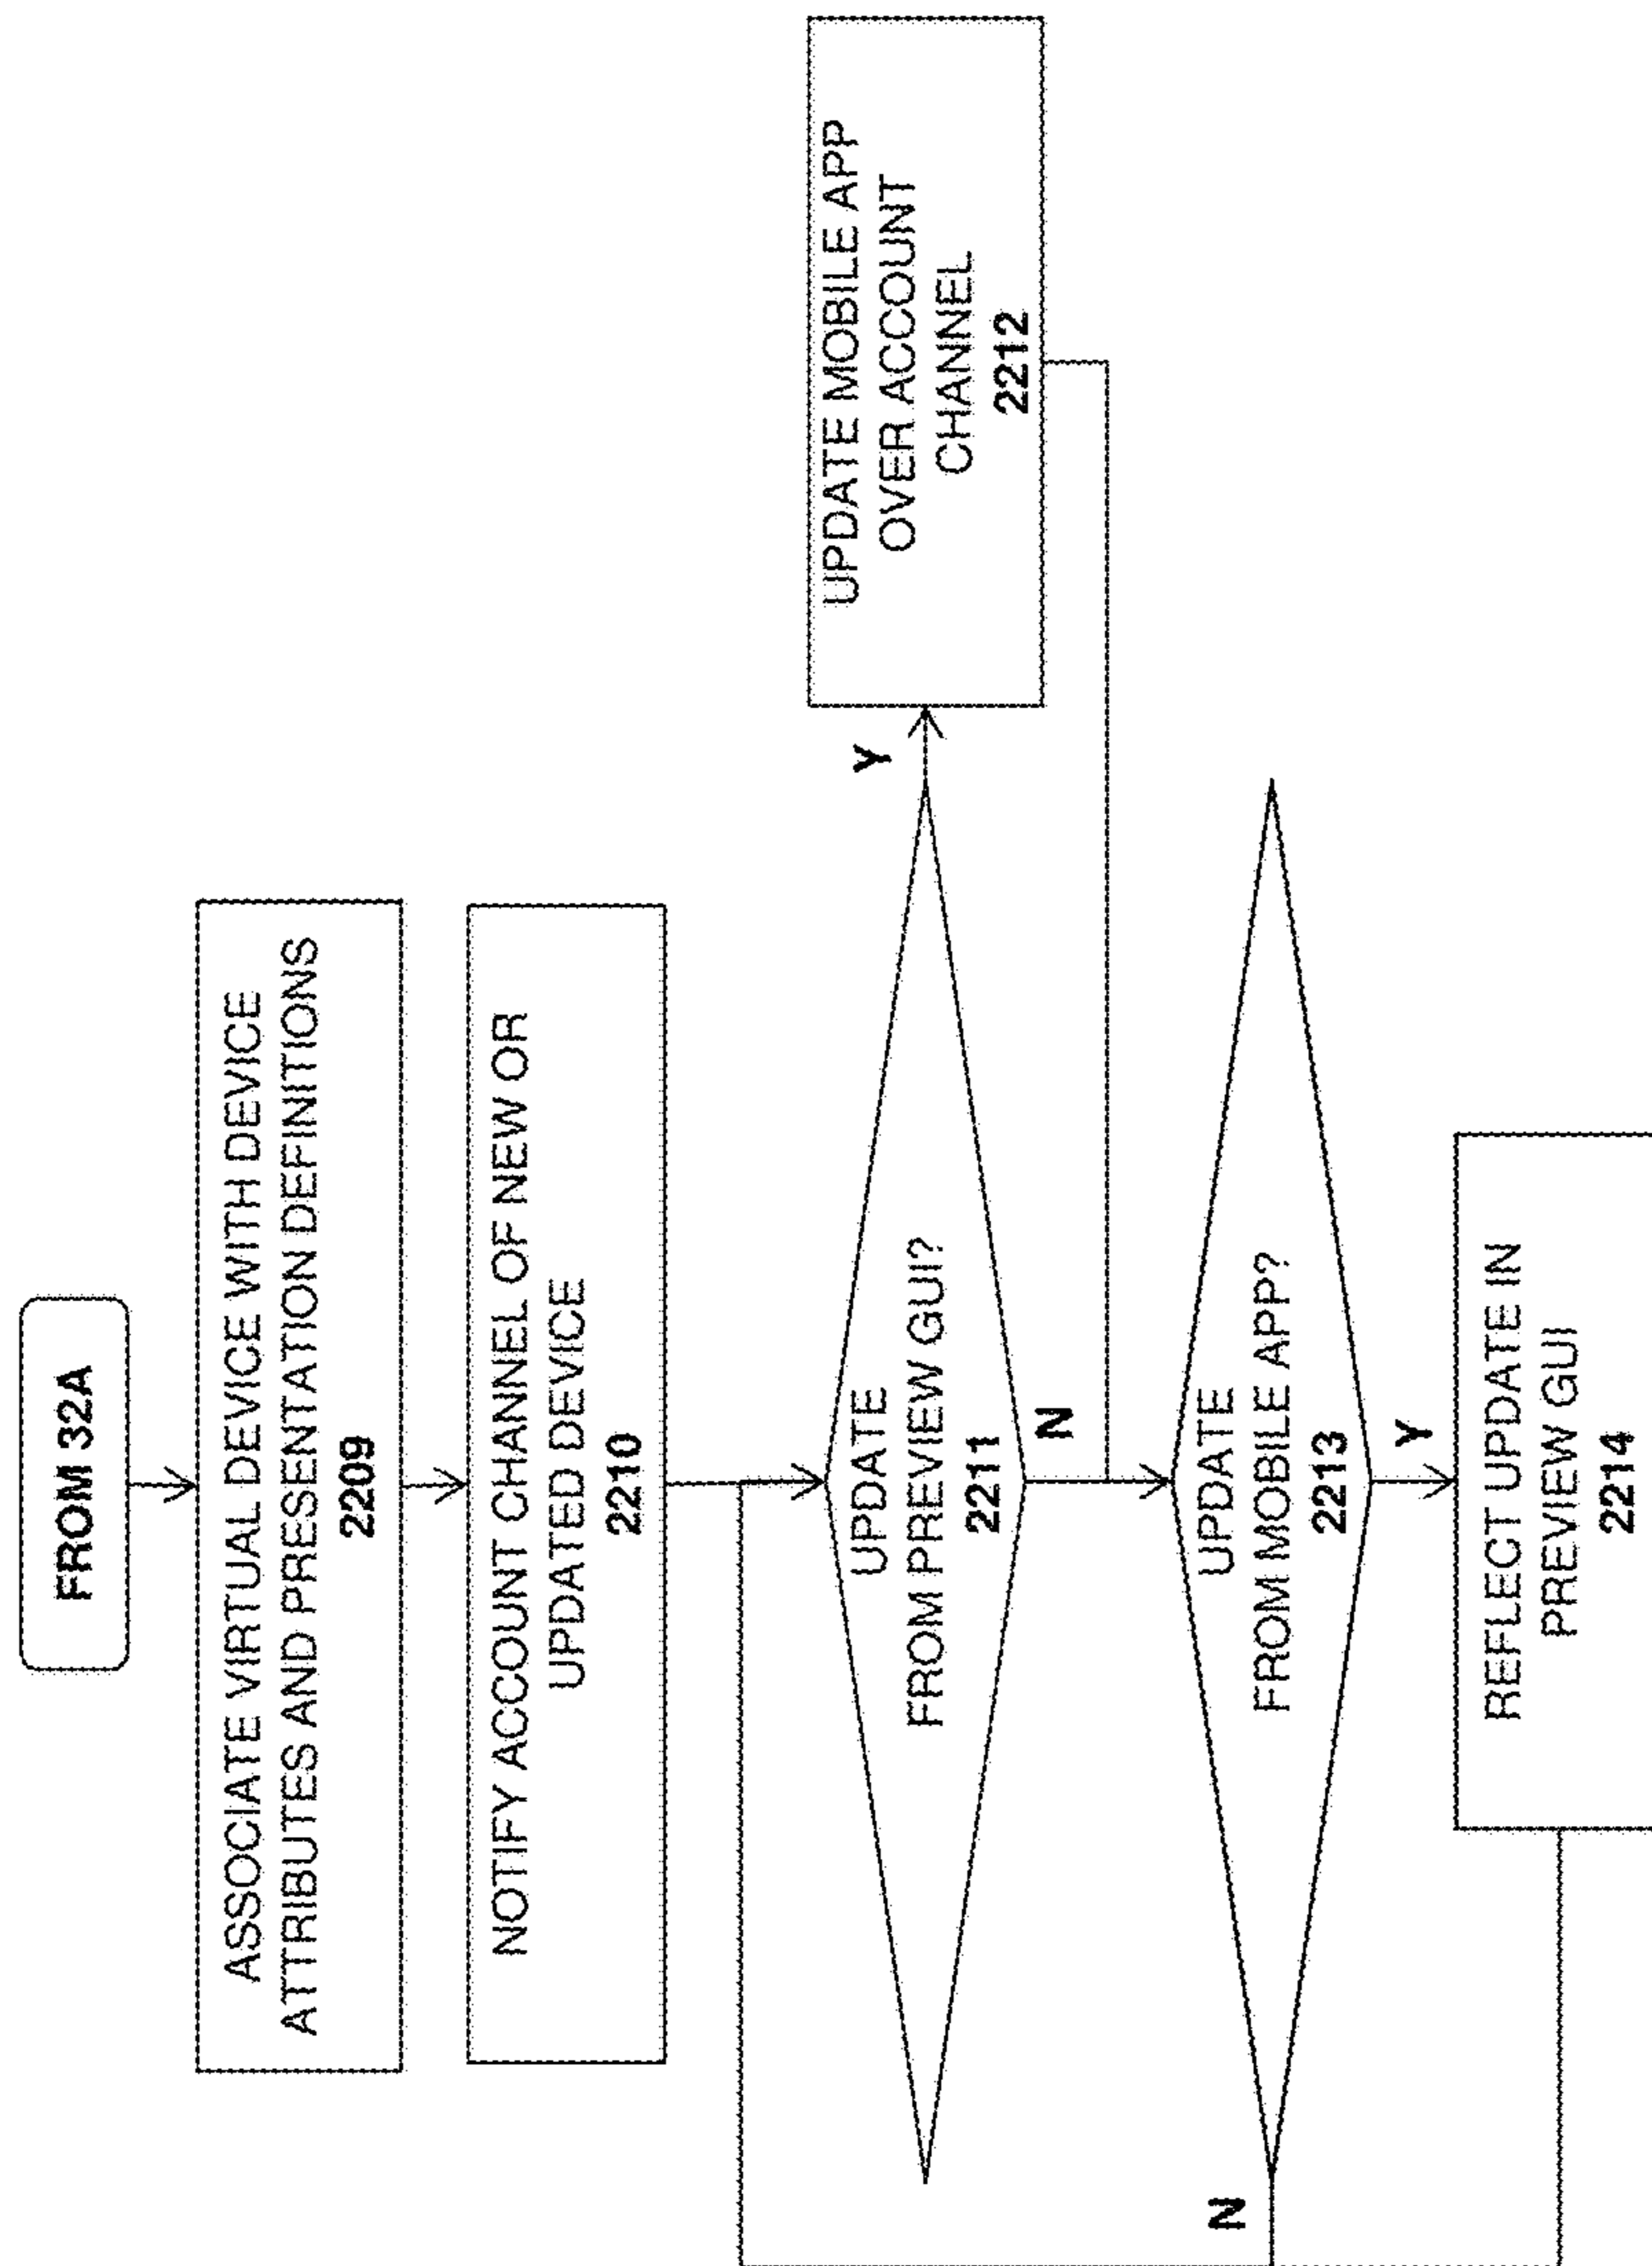 FROM 32A
ASSOCIATE VIRTUAL DEVICE WITH DEVICE
ATTRIBUTES AND PRESENTATION DEFINITIONS
2209
NOTIFY ACCOUNT CHANNEL OF NEW OR
UPDATED DEVICE
2210
UPDATE
FROM PREVIEW GUI?
2211
Y
N
UPDATE MOBILE APP
OVER ACCOUNT
CHANNEL
2212
UPDATE
FROM MOBILE APP?
2213
N
Y
REFLECT UPDATE IN
PREVIEW GUI
2214